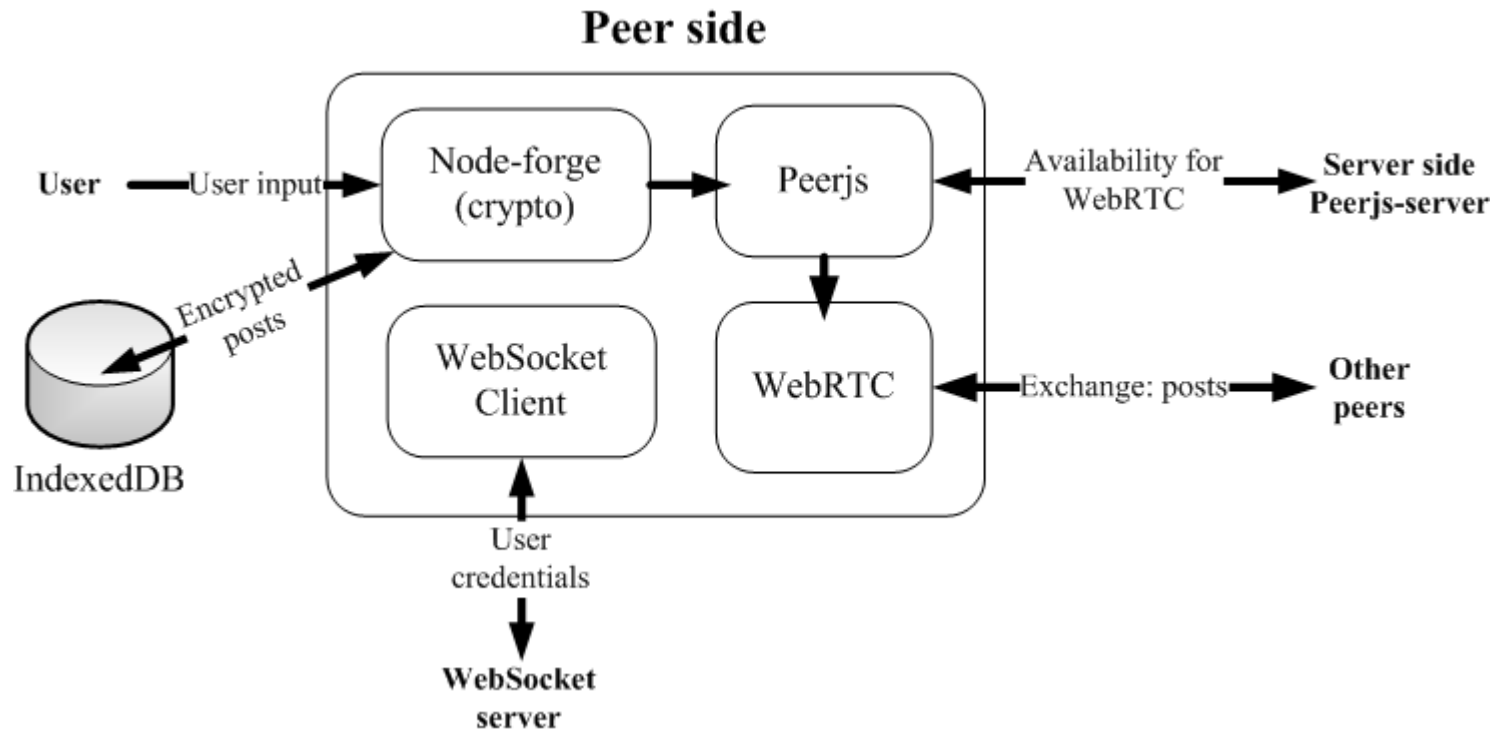 Peer side
Node-forge
(crypto)
Peerjs
User
User input
Availability for
WebRTC
Server side
Peerjs-server
Encrypted
posts
IndexedDB
WebSocket
Client
WebRTC
Exchange: posts
Other
peers
User
credentials
WebSocket
server